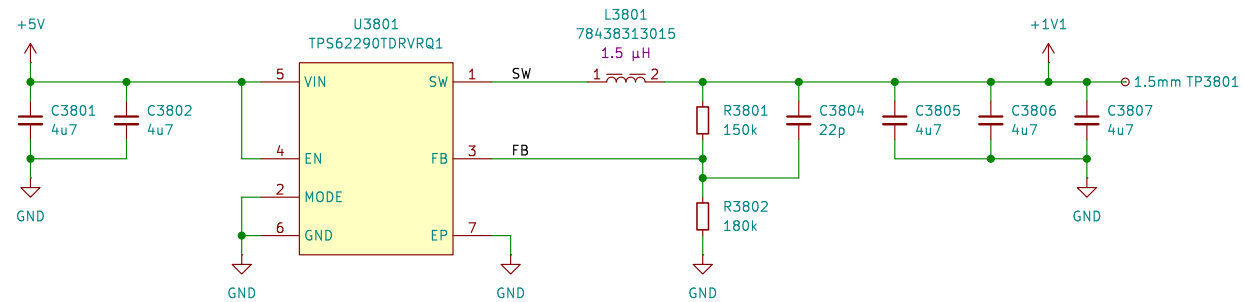 +5V
U3801
TPS62290TDRVRQ1
L3801
78438313015
1.5 µH
+1V1
5 VIN
SW 1
SW
1 2
1.5mm TP3801
C3801
4u7
C3802
4u7
R3801
150k
C3804
22p
C3805
4u7
C3806
4u7
C3807
4u7
4 EN
FB 3
FB
2 MODE
R3802
180k
GND
6 GND
EP 7
GND
GND
GND
GND
GND